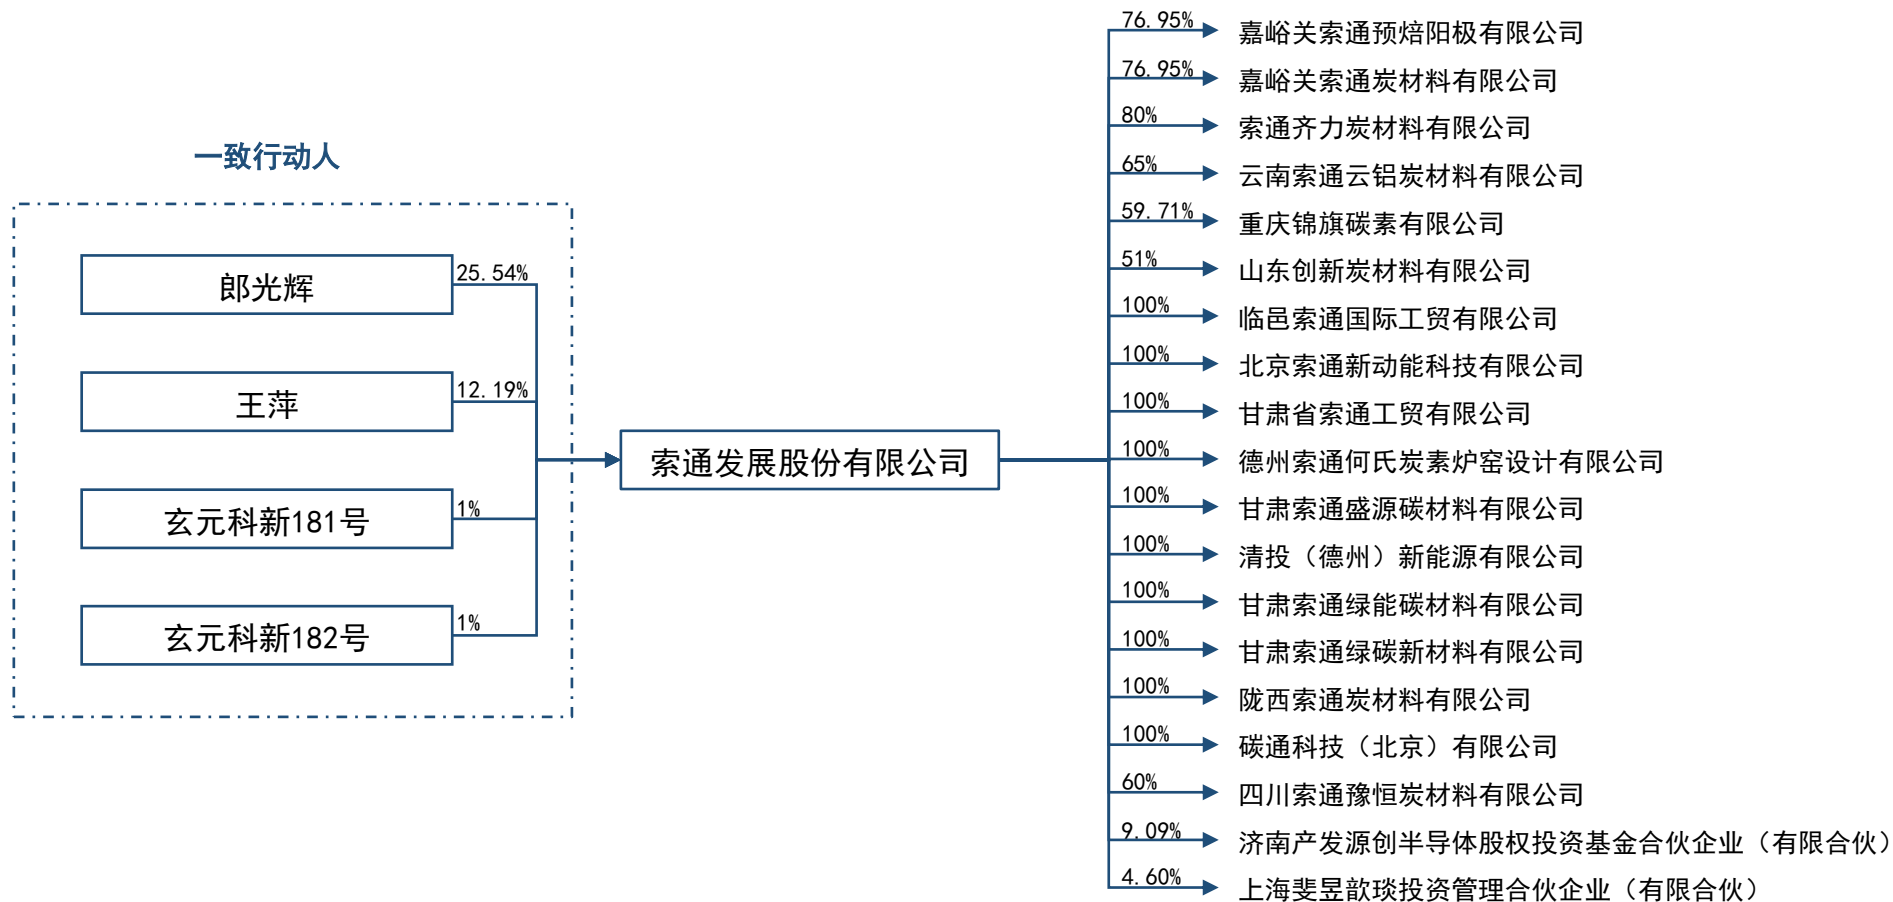 一致行动人
郎光辉
25.54%
王萍
12.19%
玄元科新181号
1%
玄元科新182号
1%
索通发展股份有限公司
76.95%
嘉峪关索通预焙阳极有限公司
76.95%
嘉峪关索通炭材料有限公司
80%
索通齐力炭材料有限公司
65%
云南索通云铝炭材料有限公司
59.71%
重庆锦旗碳素有限公司
51%
山东创新炭材料有限公司
100%
临邑索通国际工贸有限公司
100%
北京索通新动能科技有限公司
100%
甘肃省索通工贸有限公司
100%
德州索通何氏炭素炉窑设计有限公司
100%
甘肃索通盛源碳材料有限公司
100%
清投（德州）新能源有限公司
100%
甘肃索通绿能碳材料有限公司
100%
甘肃索通绿碳新材料有限公司
100%
陇西索通炭材料有限公司
100%
碳通科技（北京）有限公司
60%
四川索通豫恒炭材料有限公司
9.09%
济南产发源创半导体股权投资基金合伙企业（有限合伙）
4.60%
上海斐昱歆琰投资管理合伙企业（有限合伙）